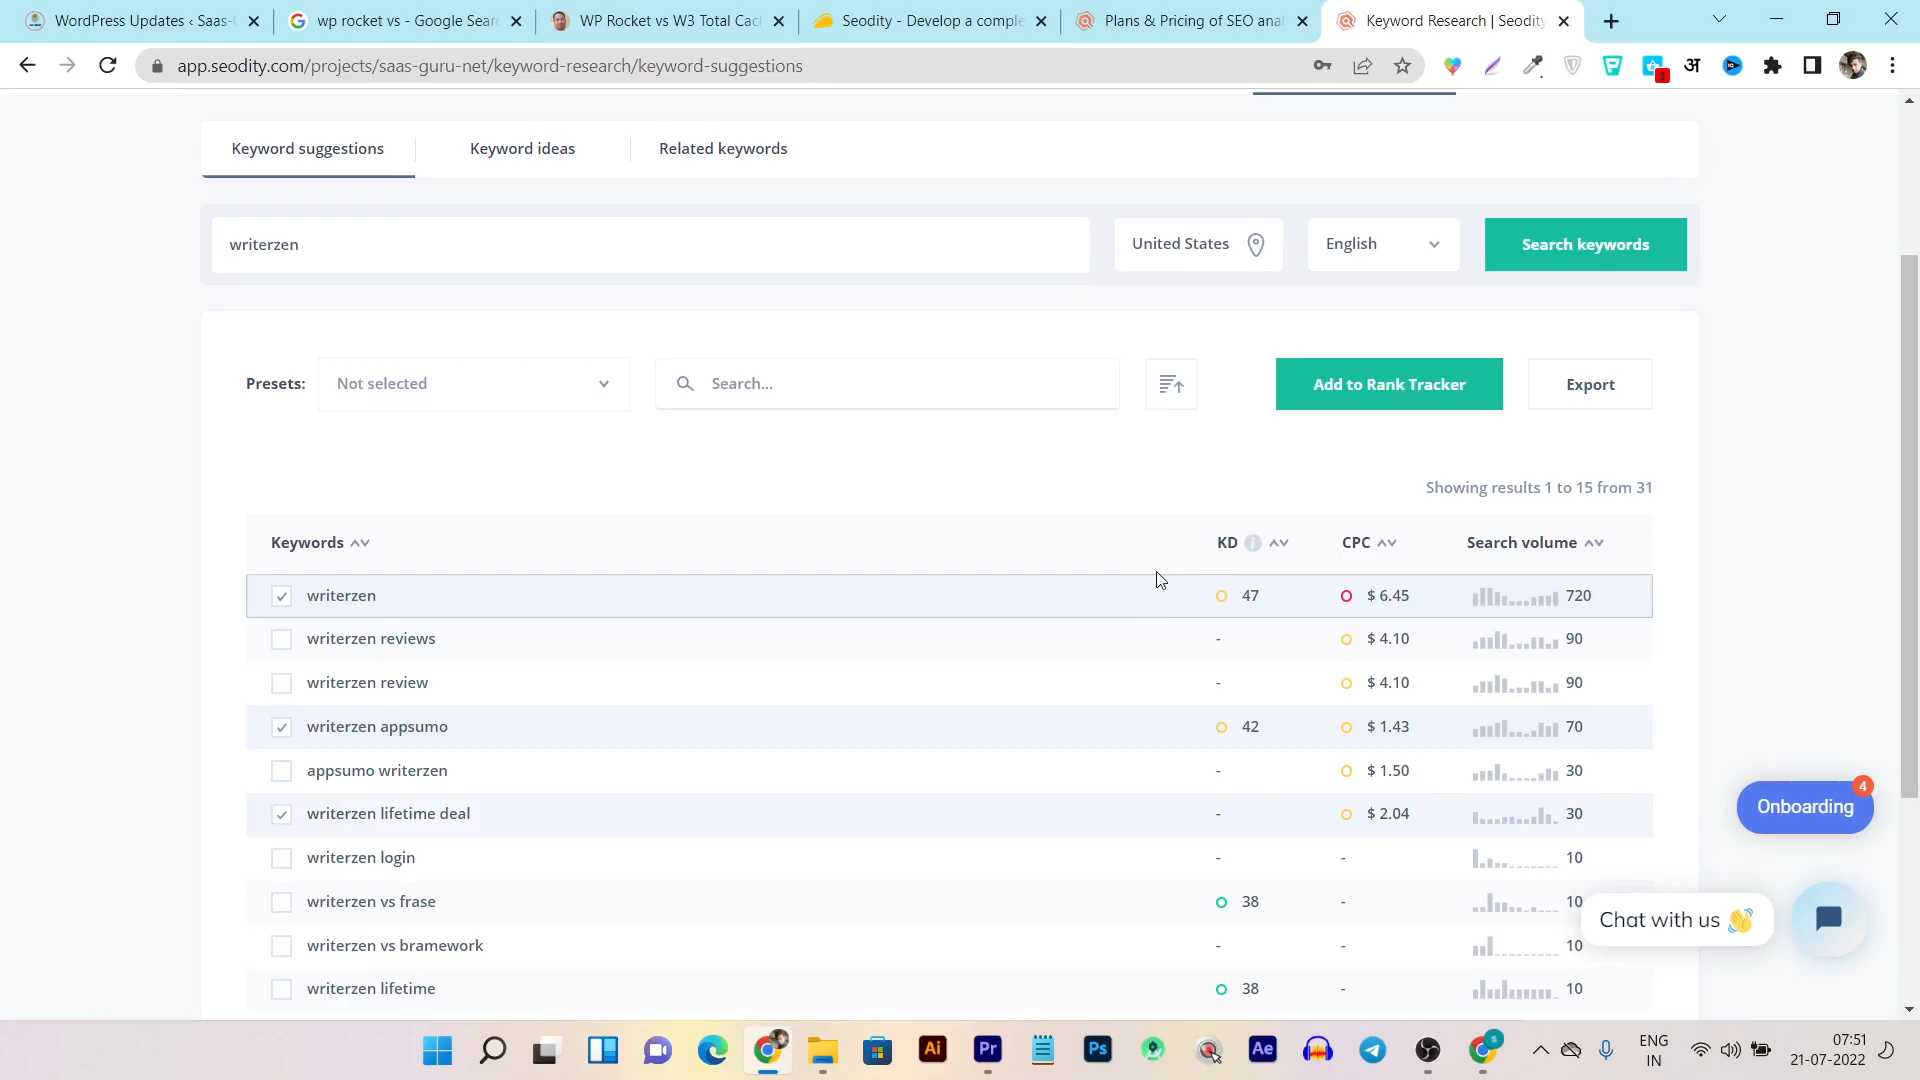 WordPress Updates ‹ Saas-
wp rocket vs - Google Sear
WP Rocket vs W3 Total Cac
Seodity - Develop a comple
Plans & Pricing of SEO anal
Keyword Research | Seodity
app.seodity.com/projects/saas-guru-net/keyword-research/keyword-suggestions
अ
Keyword suggestions
Keyword ideas
Related keywords
writerzen
United States
English
Search keywords
Presets:
Not selected
Search...
Add to Rank Tracker
Export
Showing results 1 to 15 from 31
Keywords
KD
CPC
Search volume
writerzen 47 $ 6.45 720
writerzen reviews - $ 4.10 90
writerzen review - $ 4.10 90
writerzen appsumo 42 $ 1.43 70
appsumo writerzen - $ 1.50 30
writerzen lifetime deal - $ 2.04 30
writerzen login - - 10
writerzen vs frase 38 - 10
writerzen vs bramework - - 10
writerzen lifetime 38 - 10
4
Onboarding
Chat with us 👋
Ai
Pr
Ps
Ae
S
ENG
IN
07:51
21-07-2022